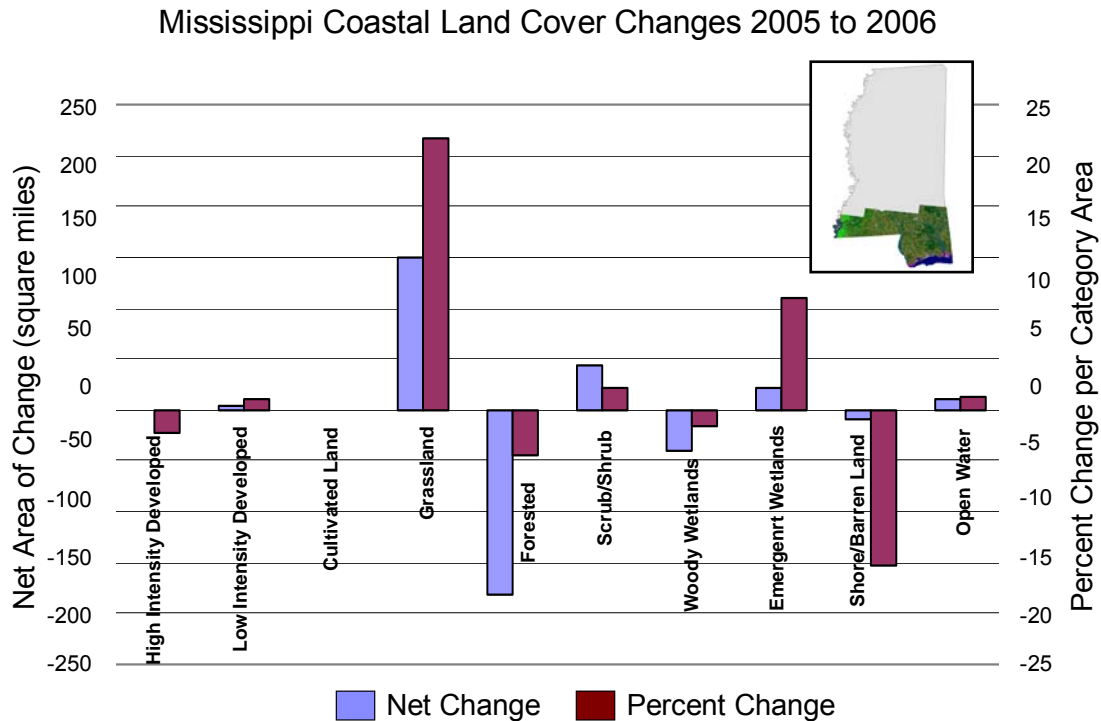 Mississippi Coastal Land Cover Changes 2005 to 2006
Net Area of Change (square miles)
250
200
150
100
50
0
-50
-100
-150
-200
-250
25
20
15
10
5
0
-5
-10
-15
-20
-25
Percent Change per Category Area
High Intensity Developed
Low Intensity Developed
Cultivated Land
Grassland
Forested
Scrub/Shrub
Woody Wetlands
Emergenrt Wetlands
Shore/Barren Land
Open Water
Net Change
Percent Change